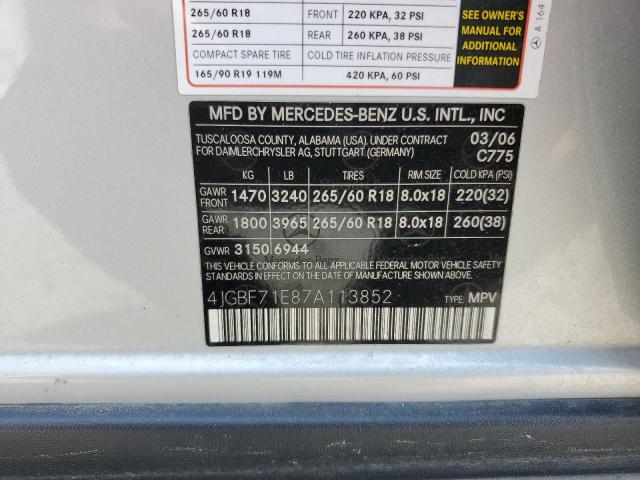 265/60 R18 FRONT 220 KPA, 32 PSI
265/60 R18 REAR 260 KPA, 38 PSI
COMPACT SPARE TIRE COLD TIRE INFLATION PRESSURE
165/90 R19 119M 420 KPA, 60 PSI
SEE OWNER'S
MANUAL FOR
ADDITIONAL
INFORMATION
A 164
MFD BY MERCEDES-BENZ U.S. INTL., INC
TUSCALOOSA COUNTY, ALABAMA (USA). UNDER CONTRACT
FOR DAIMLERCHRYSLER AG, STUTTGART (GERMANY)
03/06
C775
KG LB TIRES RIM SIZE COLD KPA (PSI)
GAWR FRONT 1470 3240 265/60 R18 8.0x18 220(32)
GAWR REAR 1800 3965 265/60 R18 8.0x18 260(38)
GVWR 3150 6944
Mercedes-Benz
THIS VEHICLE CONFORMS TO ALL APPLICABLE FEDERAL MOTOR VEHICLE SAFETY
STANDARDS IN EFFECT ON THE DATE OF MANUFACTURE SHOWN ABOVE.
4JGBF71E87A113852 TYPE: MPV